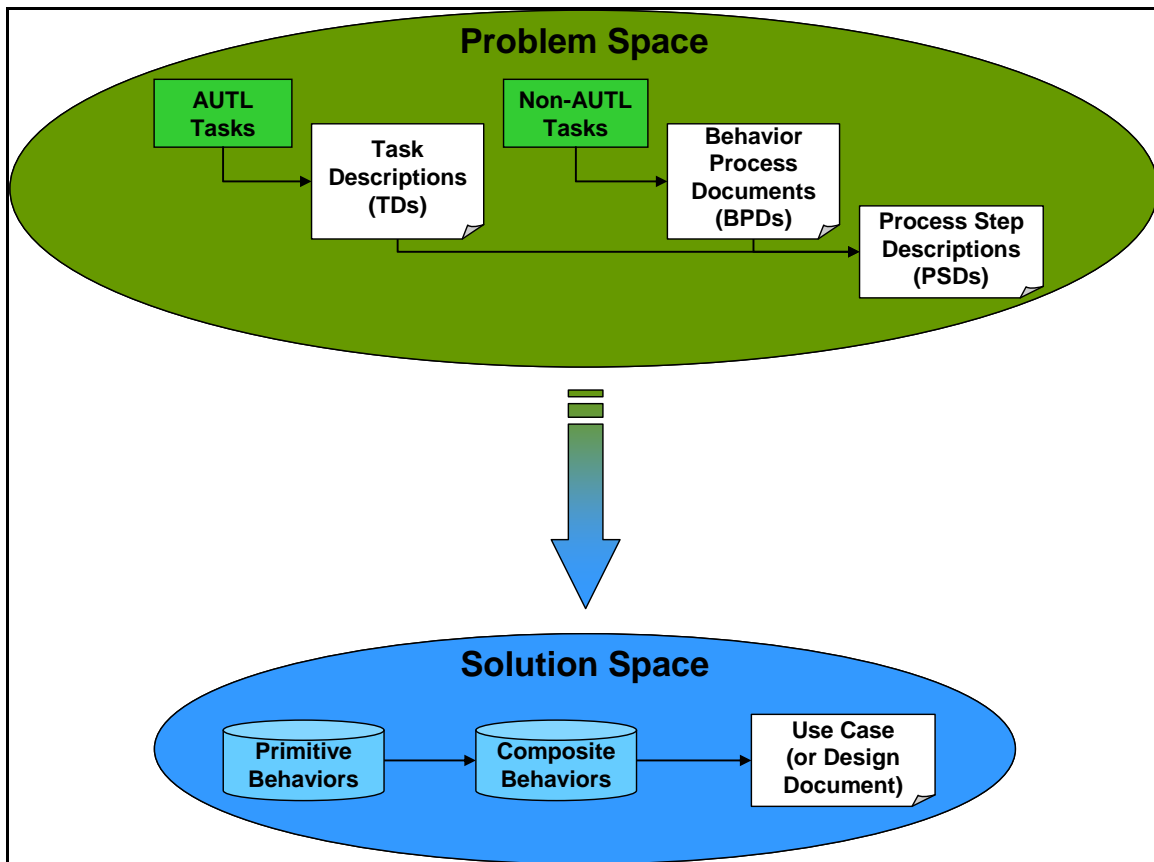 Problem Space
AUTL
Tasks
Non-AUTL
Tasks
Task
Descriptions
(TDs)
Behavior
Process
Documents
(BPDs)
Process Step
Descriptions
(PSDs)
Solution Space
Primitive
Behaviors
Composite
Behaviors
Use Case
(or Design
Document)